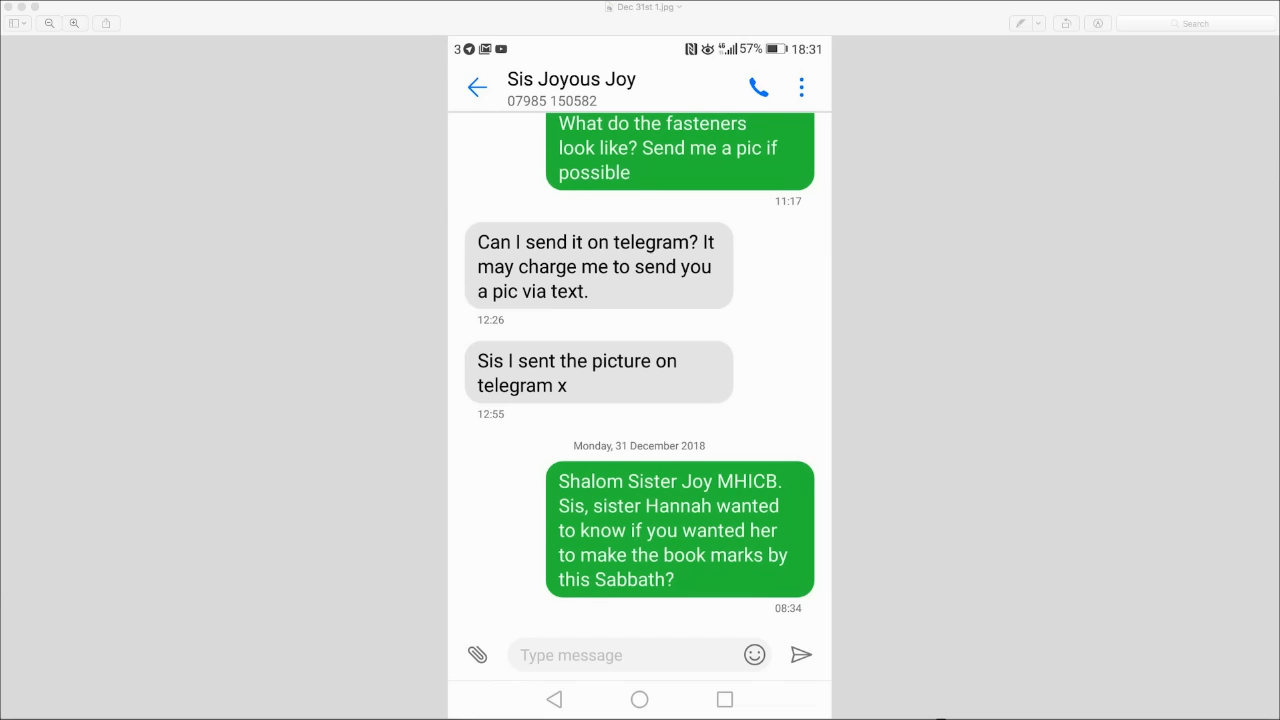 Dec 31st 1.jpg
Search
3 4G 57% 18:31
Sis Joyous Joy
07985 150582
What do the fasteners
look like? Send me a pic if
possible
11:17
Can I send it on telegram? It
may charge me to send you
a pic via text.
12:26
Sis I sent the picture on
telegram x
12:55
Monday, 31 December 2018
Shalom Sister Joy MHICB.
Sis, sister Hannah wanted
to know if you wanted her
to make the book marks by
this Sabbath?
08:34
Type message